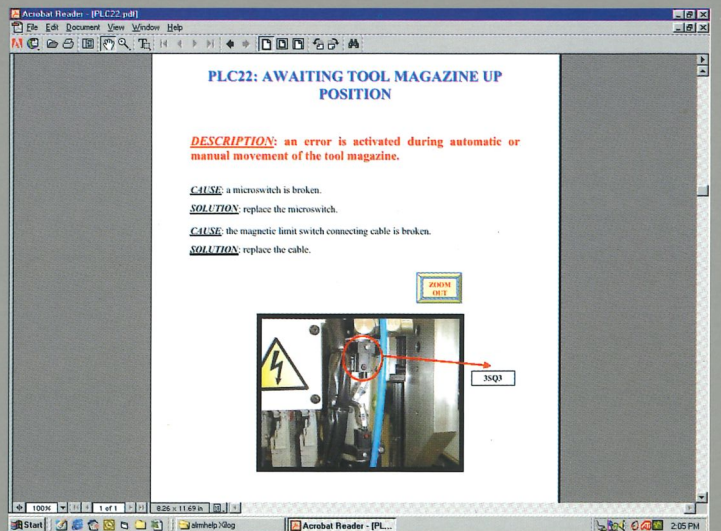 Acrobat Reader - [PLC22.pdf]
File Edit Document View Window Help
PLC22: AWAITING TOOL MAGAZINE UP
POSITION
DESCRIPTION: an error is activated during automatic or
manual movement of the tool magazine.
CAUSE: a microswitch is broken.
SOLUTION: replace the microswitch.
CAUSE: the magnetic limit switch connecting cable is broken.
SOLUTION: replace the cable.
ZOOM
OUT
3SQ3
100% 1 of 1 8.26 x 11.69 in
Start almhelp Xilog Acrobat Reader - [PL... 2:05 PM